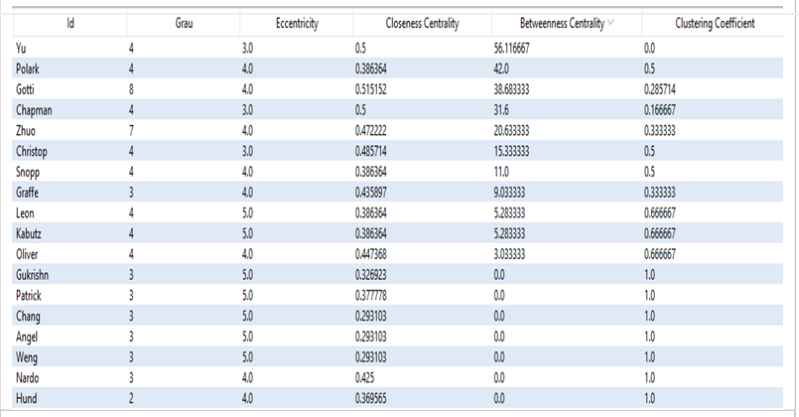 Id Grau Eccentricity Closeness Centrality Betweenness Centrality Clustering Coefficient
Yu 4 3.0 0.5 56.116667 0.0
Polark 4 4.0 0.386364 42.0 0.5
Gotti 8 4.0 0.515152 38.683333 0.285714
Chapman 4 3.0 0.5 31.6 0.166667
Zhuo 7 4.0 0.472222 20.633333 0.333333
Christop 4 4.0 0.485714 15.333333 0.5
Snopp 4 4.0 0.386364 11.0 0.5
Graffe 3 4.0 0.435897 9.033333 0.333333
Leon 4 5.0 0.386364 5.283333 0.666667
Kabutz 4 5.0 0.386364 5.283333 0.666667
Oliver 4 4.0 0.447368 3.033333 0.666667
Gukrishn 3 5.0 0.326923 0.0 1.0
Patrick 3 5.0 0.377778 0.0 1.0
Chang 3 5.0 0.293103 0.0 1.0
Angel 3 5.0 0.293103 0.0 1.0
Weng 3 5.0 0.293103 0.0 1.0
Nardo 3 4.0 0.425 0.0 1.0
Hund 2 4.0 0.369565 0.0 1.0